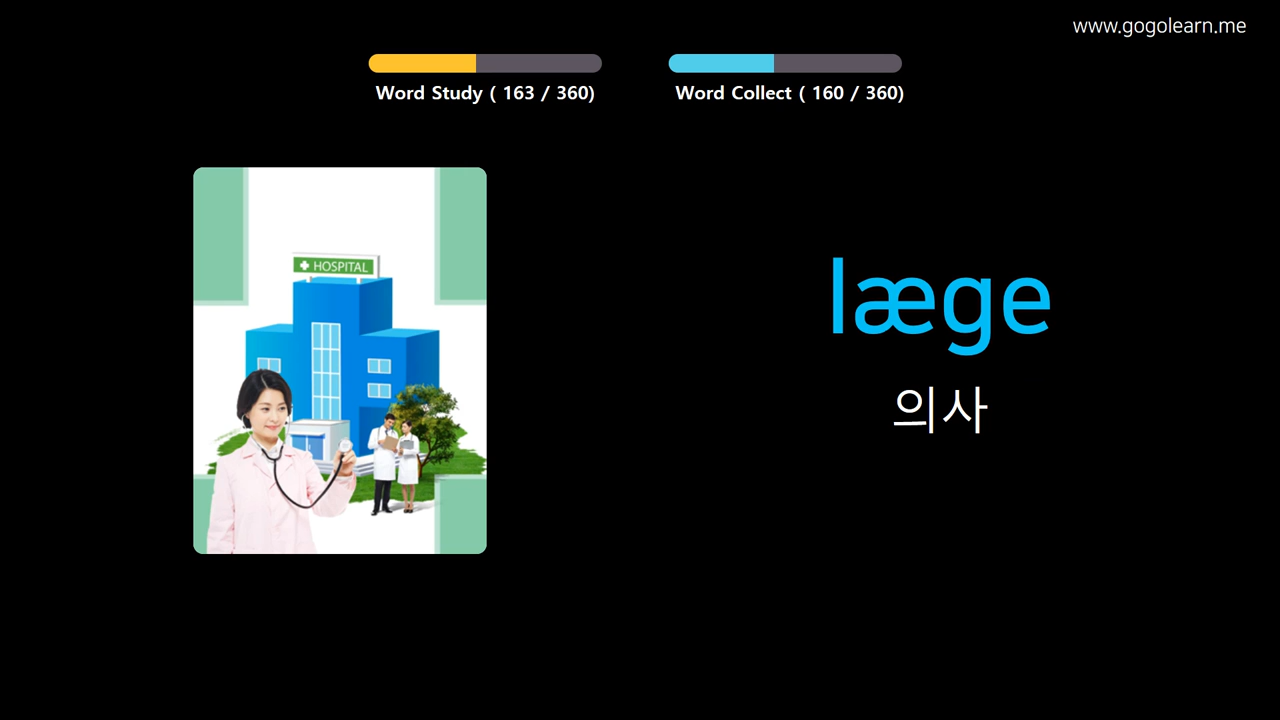 www.gogolearn.me
Word Study ( 163 / 360)
Word Collect ( 160 / 360)
HOSPITAL
læge
의사